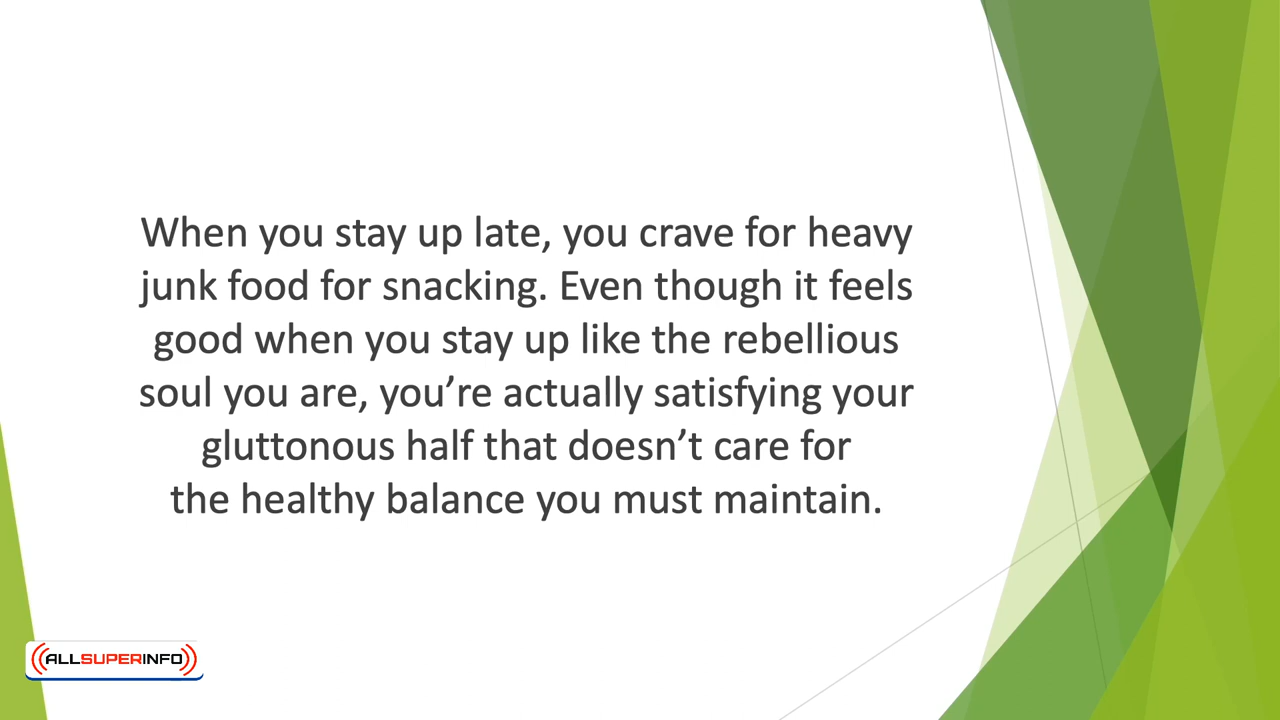 When you stay up late, you crave for heavy
junk food for snacking. Even though it feels
good when you stay up like the rebellious
soul you are, you’re actually satisfying your
gluttonous half that doesn’t care for
the healthy balance you must maintain.
ALLSUPERINFO